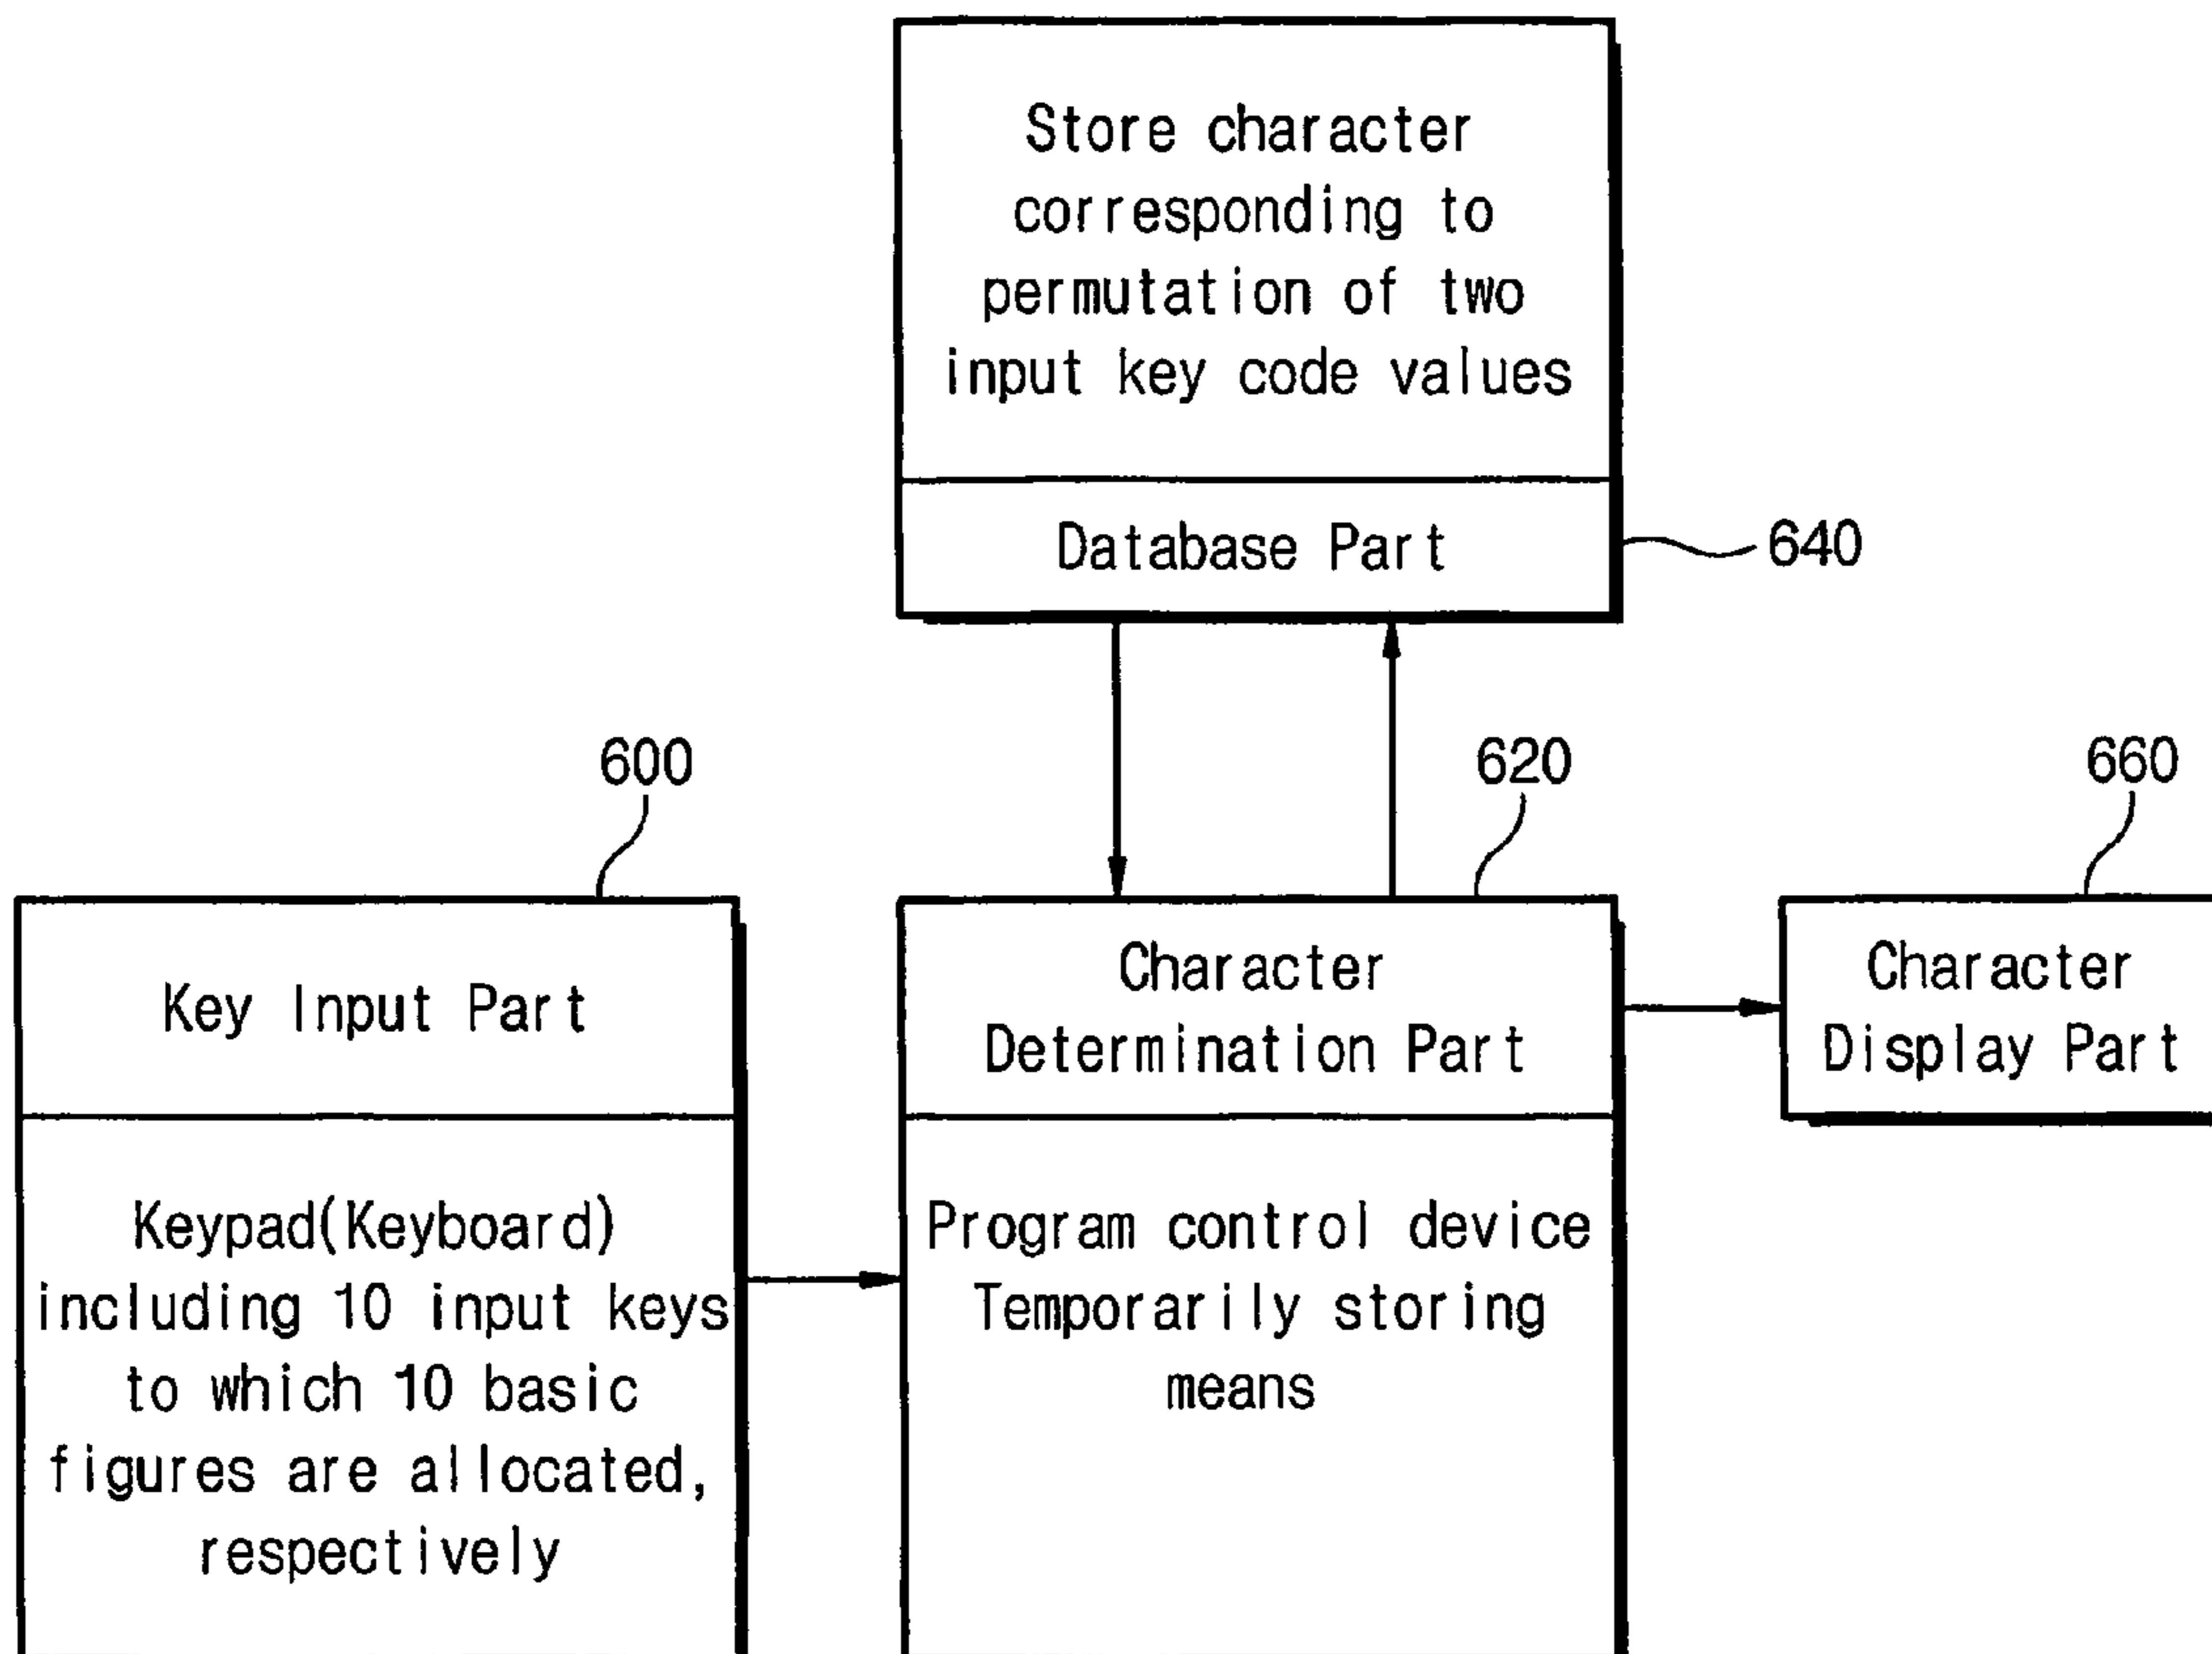 Store character
corresponding to
permutation of two
input key code values
Database Part
640
600
620
660
Key Input Part
Keypad(Keyboard)
including 10 input keys
to which 10 basic
figures are allocated,
respectively
Character
Determination Part
Program control device
Temporarily storing
means
Character
Display Part